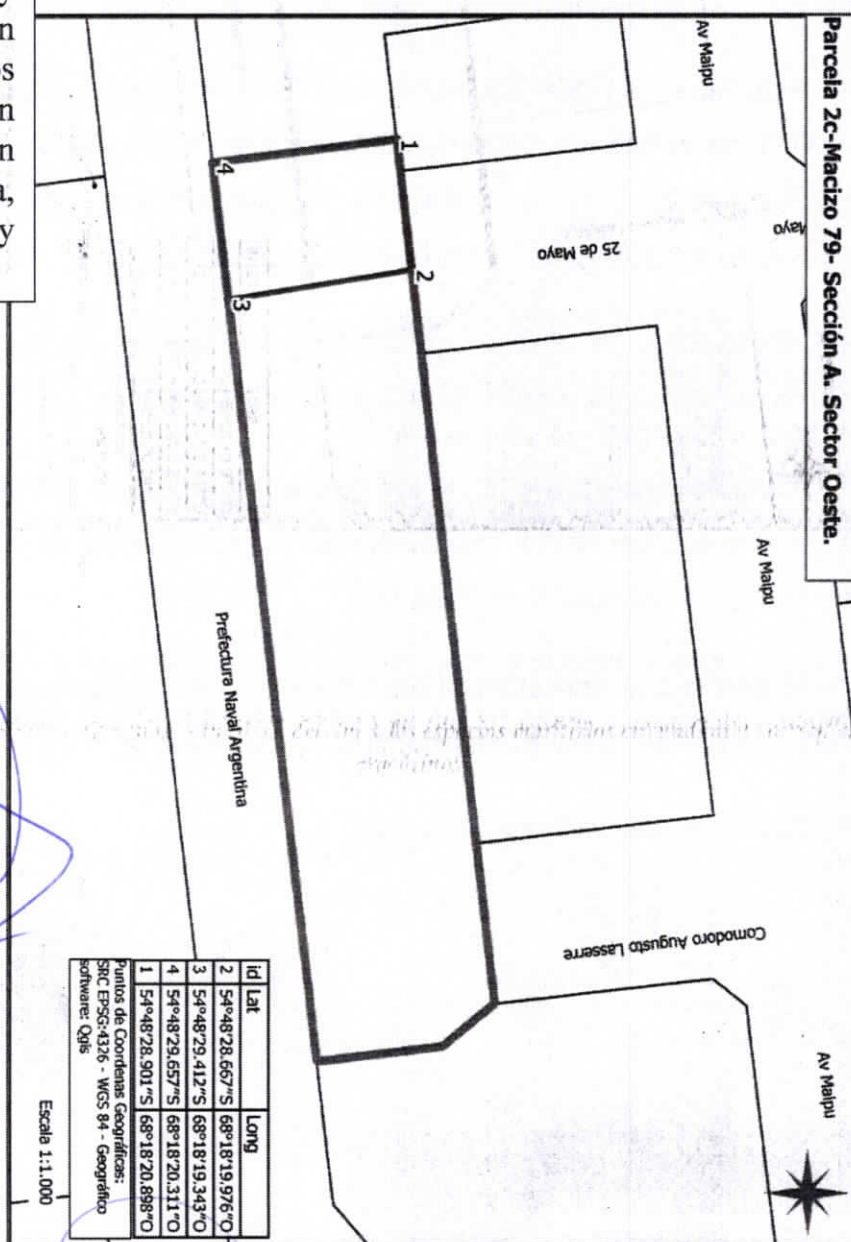 n
os
n
n
a,
y
Parcela 2c-Macizo 79- Sección A. Sector Oeste.
Av Maipu
Mayo
25 de Mayo
Av Maipu
Av Maipu
Comodoro Augusto Lasserre
Prefectura Naval Argentina
1
2
3
4
id Lat Long
2 54°48'28.667"S 68°18'19.976"O
3 54°48'29.412"S 68°18'19.343"O
4 54°48'29.657"S 68°18'20.311"O
1 54°48'28.901"S 68°18'20.898"O
Puntos de Coordenas Geográficas:
SRC EPSG:4326 - WGS 84 - Geográfico
software: Qgis
Escala 1:1.000